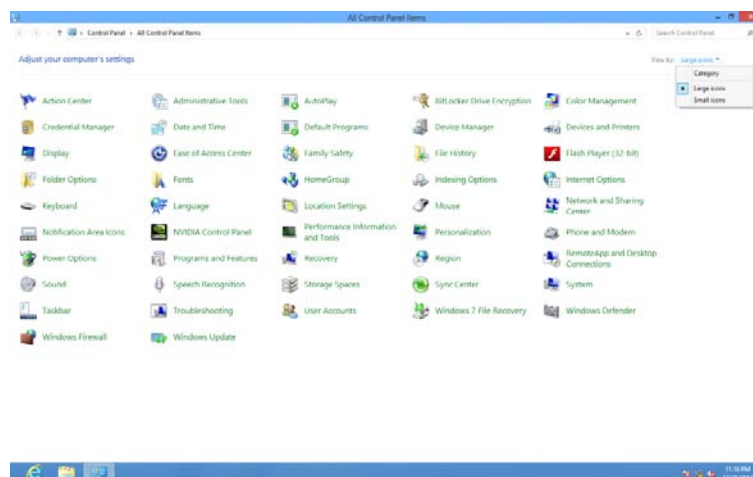 All Control Panel Items
Control Panel All Control Panel Items
Search Control Panel
Adjust your computer's settings
View by: Large icons
Category
Large icons
Small icons
Action Center Administrative Tools AutoPlay BitLocker Drive Encryption Color Management
Credential Manager Date and Time Default Programs Device Manager Devices and Printers
Display Ease of Access Center Family Safety File History Flash Player (32-bit)
Folder Options Fonts HomeGroup Indexing Options Internet Options
Keyboard Language Location Settings Mouse Network and Sharing
Center
Notification Area Icons NVIDIA Control Panel Performance Information
and Tools Personalization Phone and Modem
Power Options Programs and Features Recovery Region RemoteApp and Desktop
Connections
Sound Speech Recognition Storage Spaces Sync Center System
Taskbar Troubleshooting User Accounts Windows 7 File Recovery Windows Defender
Windows Firewall Windows Update